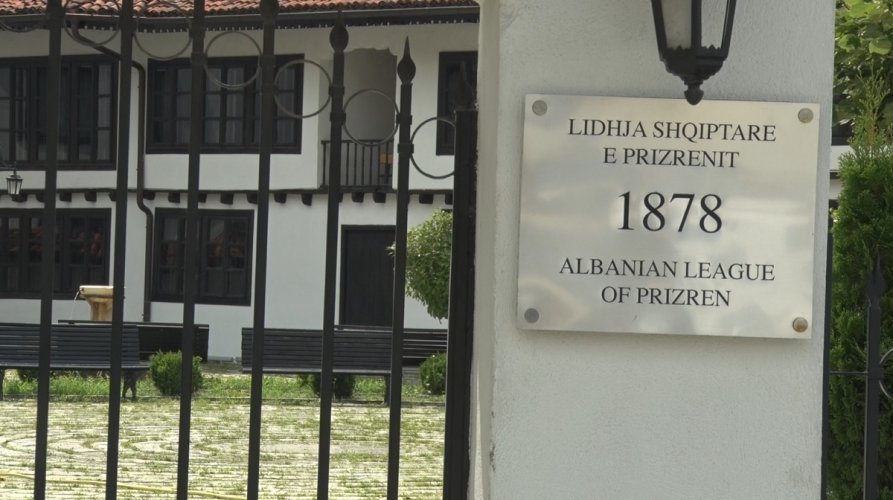 LIDHJA SHQIPTARE
E PRIZRENIT
1878
ALBANIAN LEAGUE
OF PRIZREN